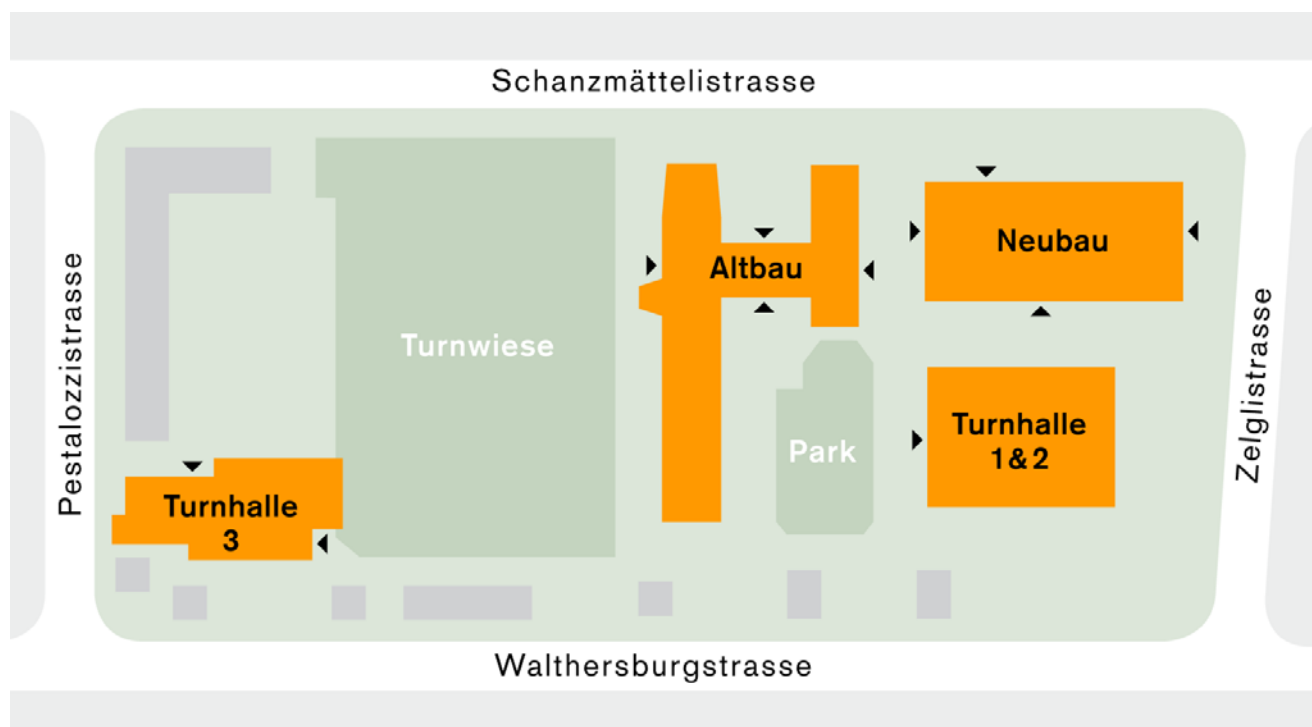 Schanzmättelistrasse
Neubau
Altbau
Turnwiese
Pestalozzistrasse
Zelglistrasse
Turnhalle
1 & 2
Park
Turnhalle
3
Walthersburgstrasse